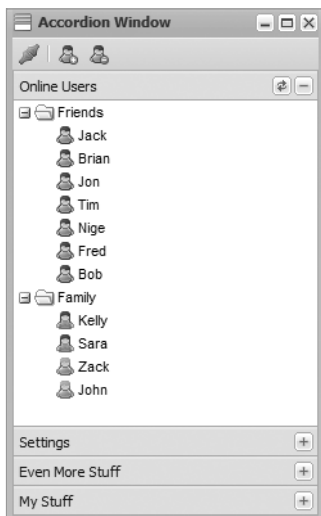 Accordion Window
Online Users
Friends
Jack
Brian
Jon
Tim
Nige
Fred
Bob
Family
Kelly
Sara
Zack
John
Settings
Even More Stuff
My Stuff